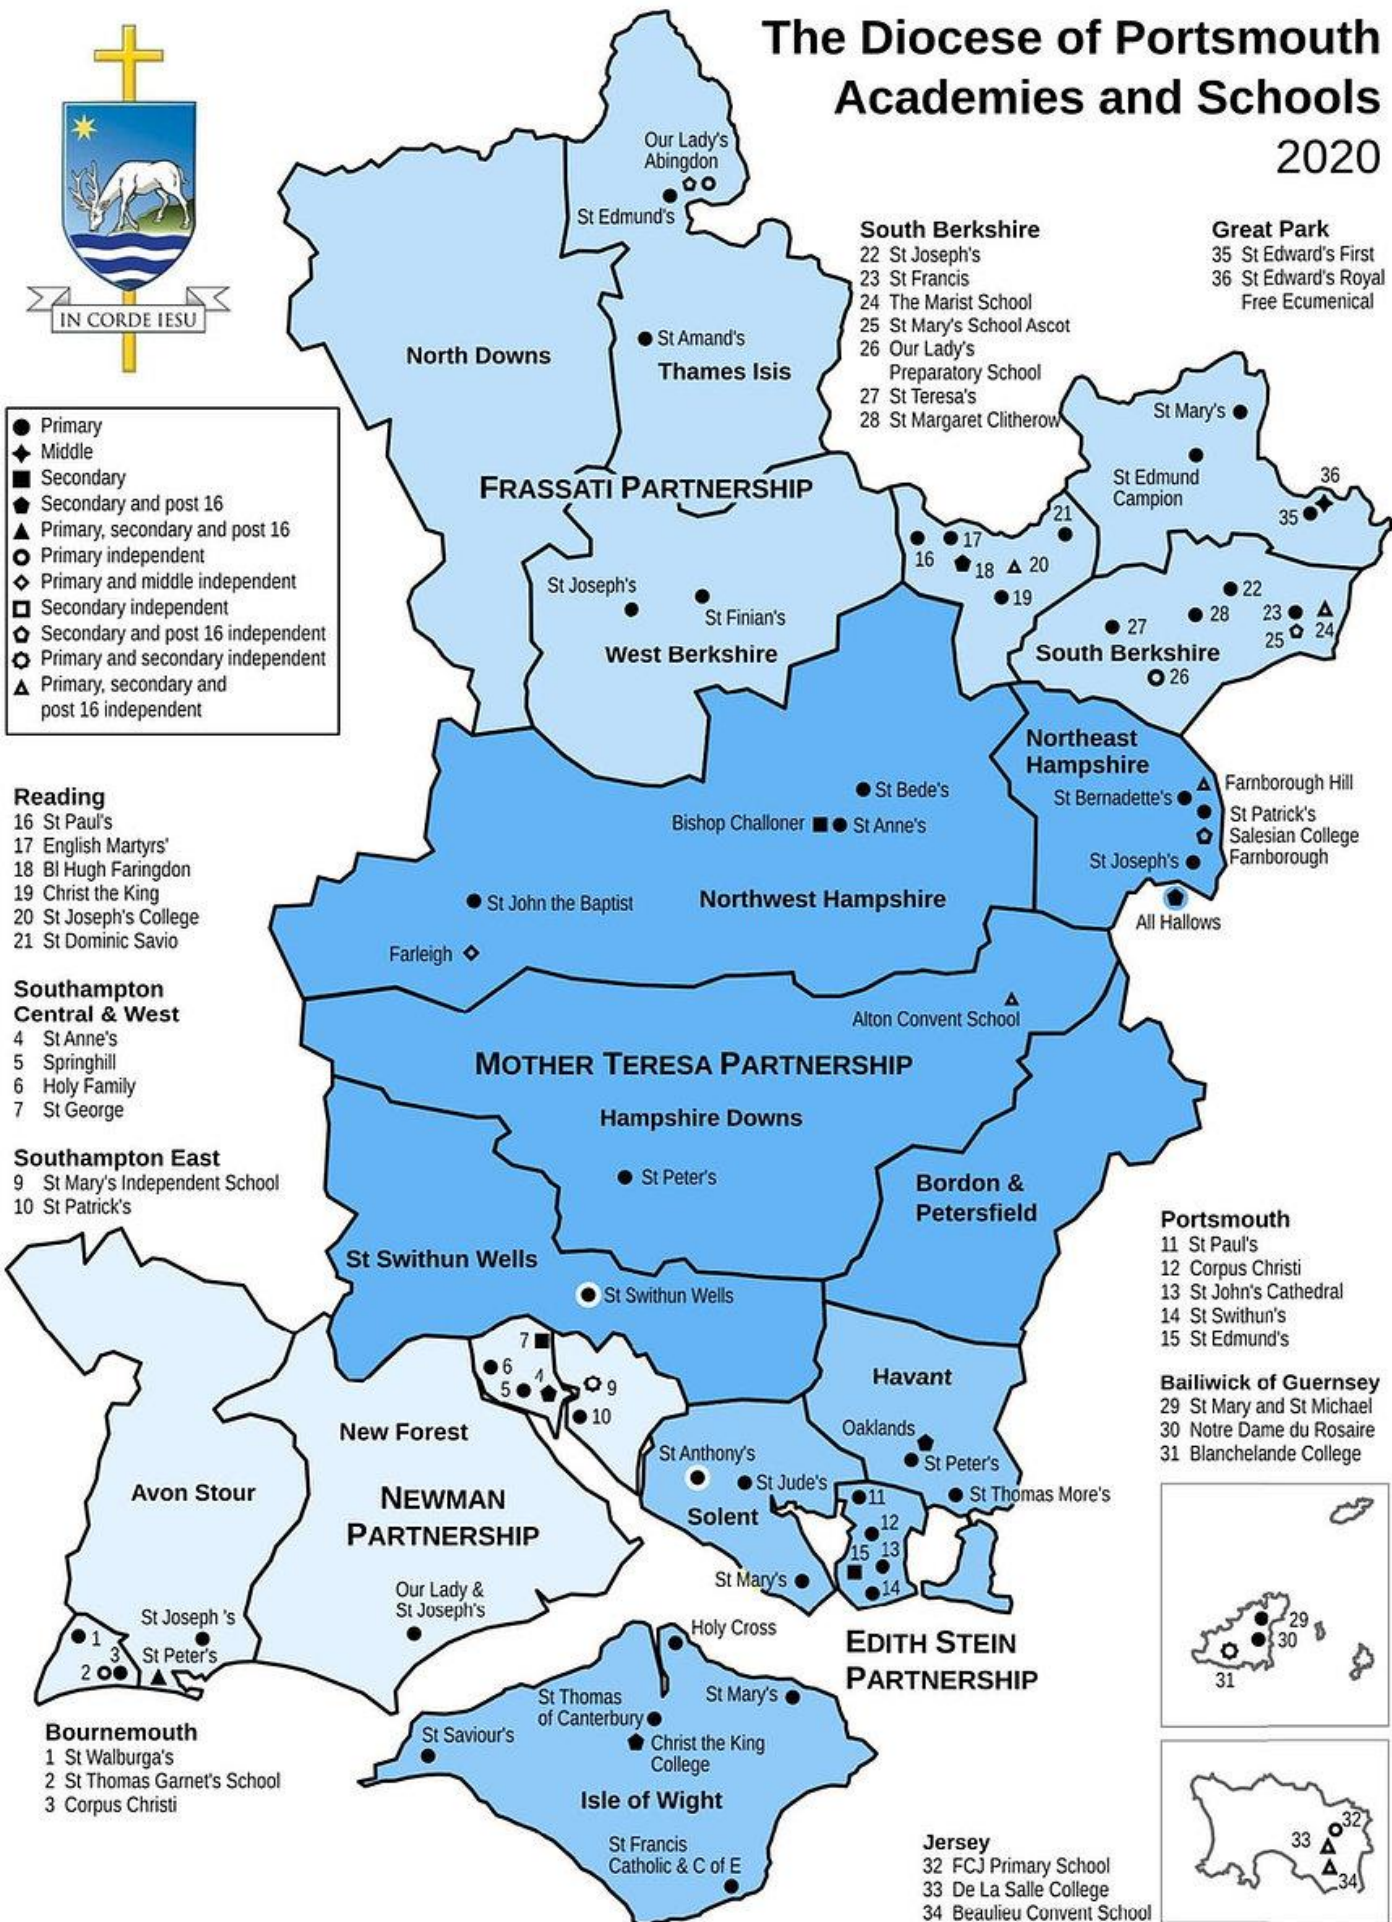 The Diocese of Portsmouth
Academies and Schools
2020
IN CORDE IESU
Primary
Middle
Secondary
Secondary and post 16
Primary, secondary and post 16
Primary independent
Primary and middle independent
Secondary independent
Secondary and post 16 independent
Primary and secondary independent
Primary, secondary and
post 16 independent
Reading
16 St Paul's
17 English Martyrs'
18 Bl Hugh Faringdon
19 Christ the King
20 St Joseph's College
21 St Dominic Savio
Southampton
Central & West
4 St Anne's
5 Springhill
6 Holy Family
7 St George
Southampton East
9 St Mary's Independent School
10 St Patrick's
South Berkshire
22 St Joseph's
23 St Francis
24 The Marist School
25 St Mary's School Ascot
26 Our Lady's
Preparatory School
27 St Teresa's
28 St Margaret Clitherow
Great Park
35 St Edward's First
36 St Edward's Royal
Free Ecumenical
Our Lady's
Abingdon
St Edmund's
North Downs
St Amand's
Thames Isis
FRASSATI PARTNERSHIP
St Joseph's
St Finian's
West Berkshire
16
17
18
19
20
21
St Mary's
St Edmund
Campion
36
35
22
23
24
25
28
27
South Berkshire
26
Northeast
Hampshire
St Bernadette's
Farnborough Hill
St Patrick's
Salesian College
Farnborough
St Joseph's
All Hallows
St Bede's
Bishop Challoner
St Anne's
St John the Baptist
Northwest Hampshire
Farleigh
Alton Convent School
MOTHER TERESA PARTNERSHIP
Hampshire Downs
St Peter's
Bordon &
Petersfield
St Swithun Wells
St Swithun Wells
7
6
4
5
9
10
Havant
Oaklands
St Peter's
St Thomas More's
St Anthony's
St Jude's
Solent
St Mary's
11
12
15
13
14
New Forest
Avon Stour
NEWMAN
PARTNERSHIP
Our Lady &
St Joseph's
St Joseph 's
St Peter's
1
3
2
Bournemouth
1 St Walburga's
2 St Thomas Garnet's School
3 Corpus Christi
EDITH STEIN
PARTNERSHIP
Holy Cross
St Thomas
of Canterbury
St Mary's
St Saviour's
Christ the King
College
Isle of Wight
St Francis
Catholic & C of E
Portsmouth
11 St Paul's
12 Corpus Christi
13 St John's Cathedral
14 St Swithun's
15 St Edmund's
Bailiwick of Guernsey
29 St Mary and St Michael
30 Notre Dame du Rosaire
31 Blanchelande College
29
30
31
Jersey
32 FCJ Primary School
33 De La Salle College
34 Beaulieu Convent School
32
33
34